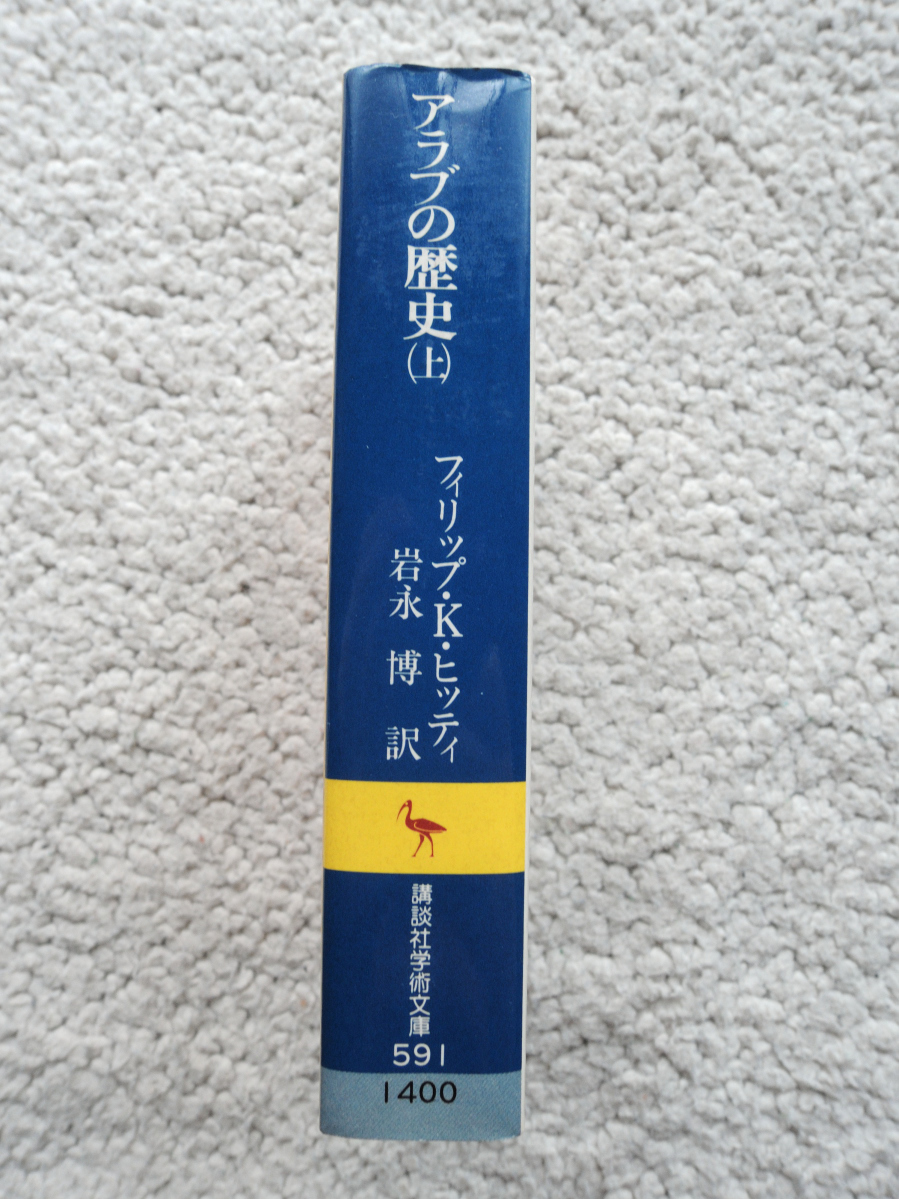 アラブの歴史(上)
フィリップ・K・ヒッティ
岩永 博 訳
講談社学術文庫
591
1400